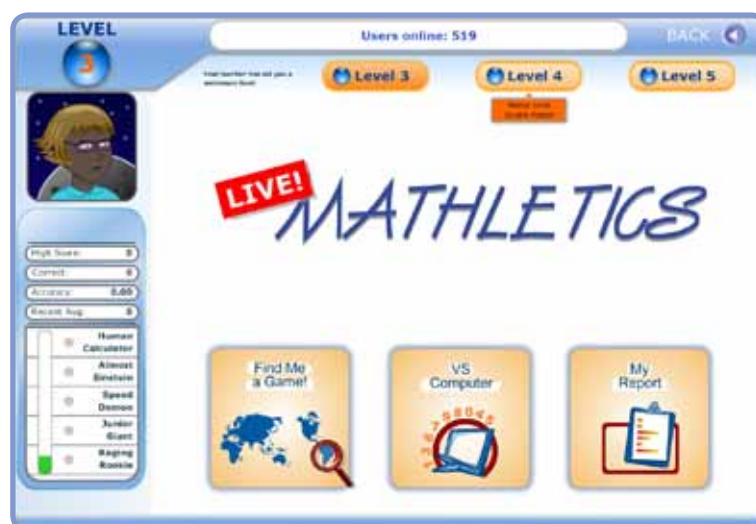 LEVEL
3
Users online: 519
BACK
Level 3
Level 4
Level 5
LIVE!
MATHLETICS
High Score: 0
Correct: 0
Accuracy: 0.00
Recent Avg: 0
Human
Calculator
Almost
Einstein
Speed
Demon
Junior
Giant
Raging
Rookie
Find Me
a Game!
VS
Computer
My
Report